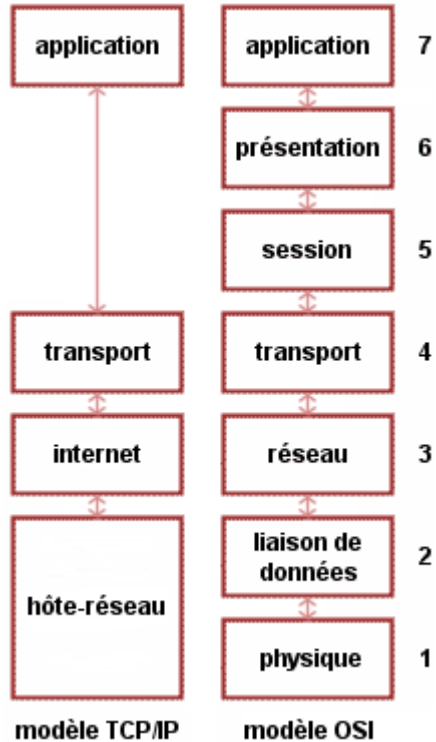 application
application
7
présentation
6
session
5
transport
transport
4
internet
réseau
3
hôte-réseau
liaison de
données
2
physique
1
modèle TCP/IP
modèle OSI